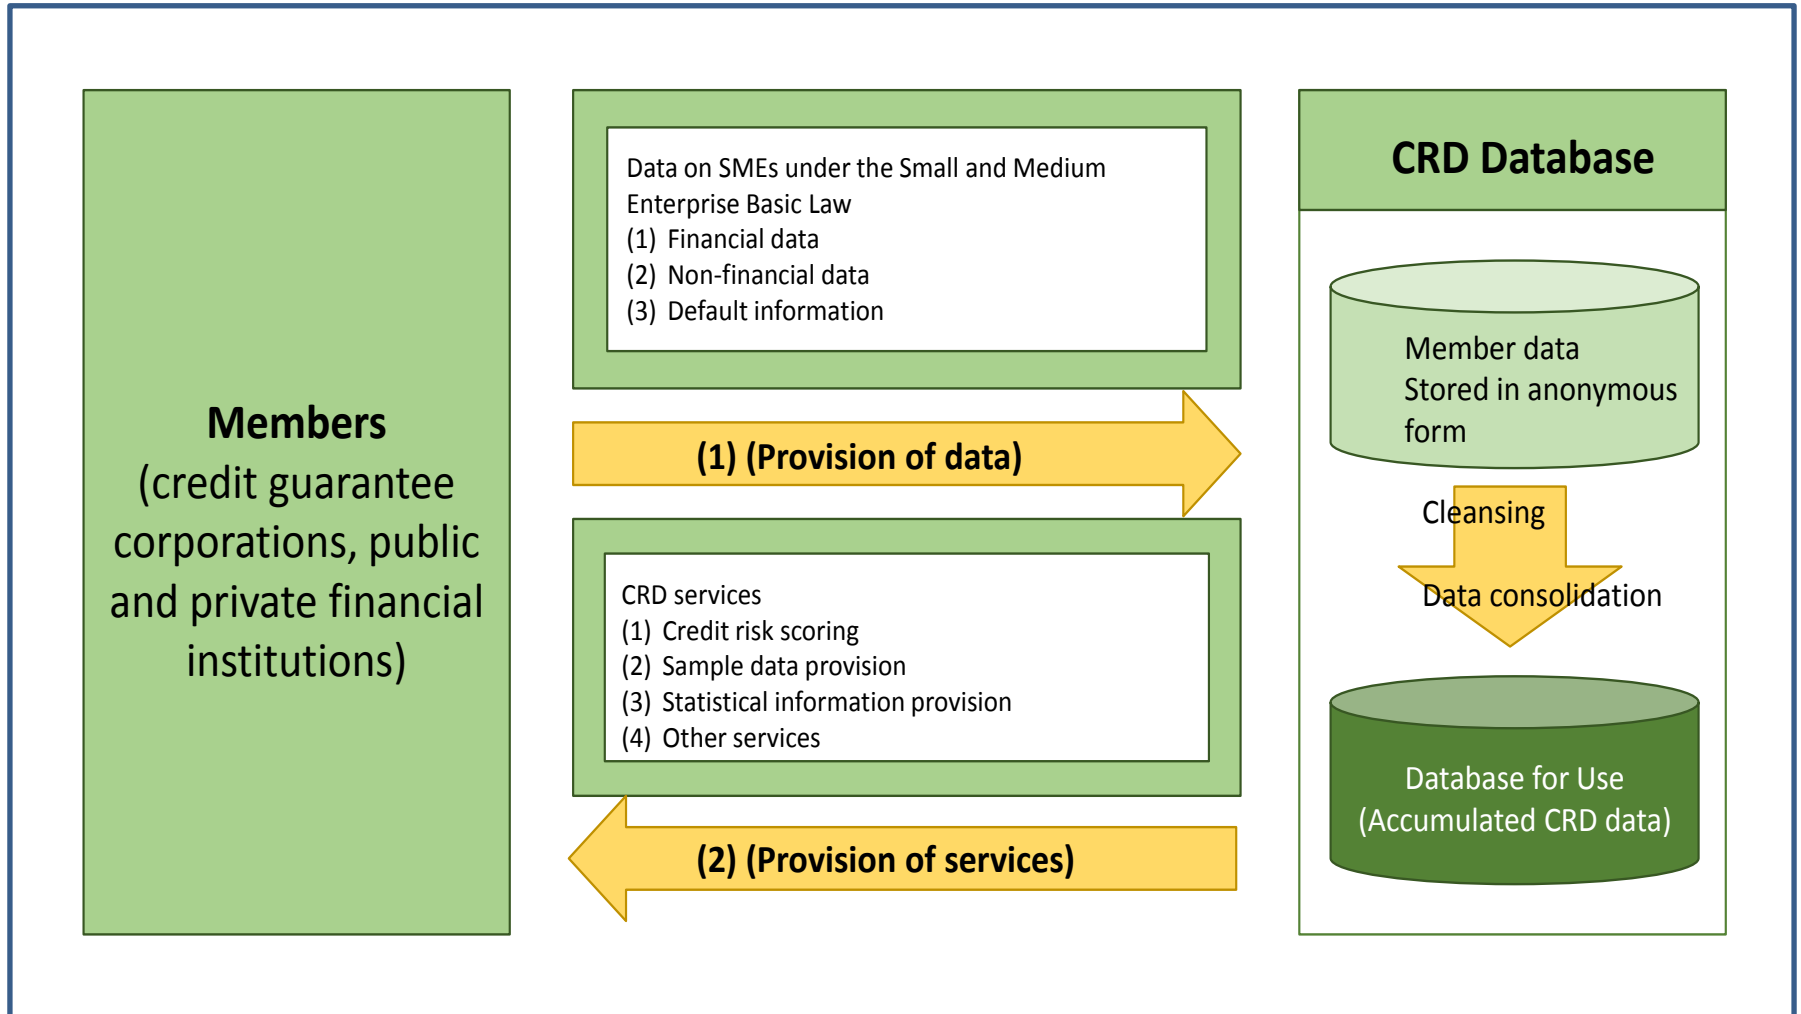 Members
(credit guarantee
corporations, public
and private financial
institutions)
Data on SMEs under the Small and Medium
Enterprise Basic Law
(1) Financial data
(2) Non-financial data
(3) Default information
(1) (Provision of data)
CRD services
(1) Credit risk scoring
(2) Sample data provision
(3) Statistical information provision
(4) Other services
(2) (Provision of services)
CRD Database
Member data
Stored in anonymous
form
Cleansing
Data consolidation
Database for Use
(Accumulated CRD data)